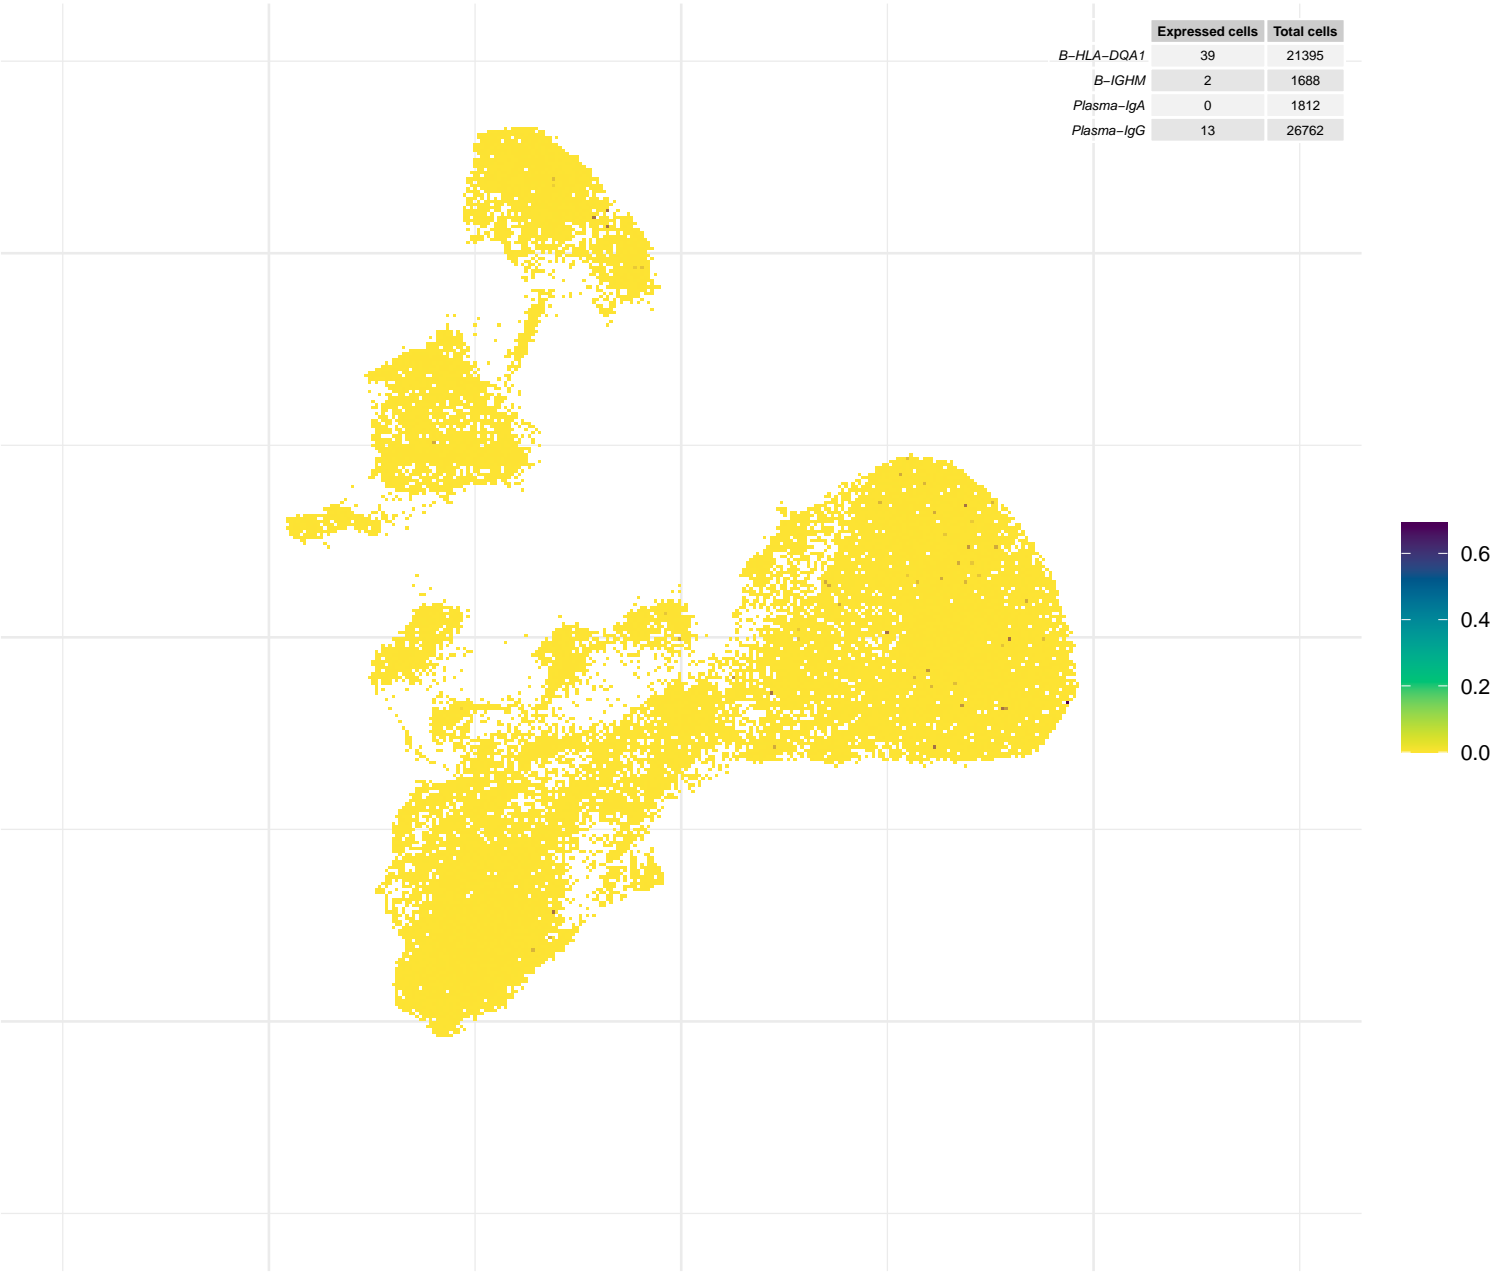 Expressed cells Total cells
B−HLA−DQA1 39 21395
B−IGHM 2 1688
Plasma−IgA 0 1812
Plasma−IgG 13 26762
0.6
0.4
0.2
0.0